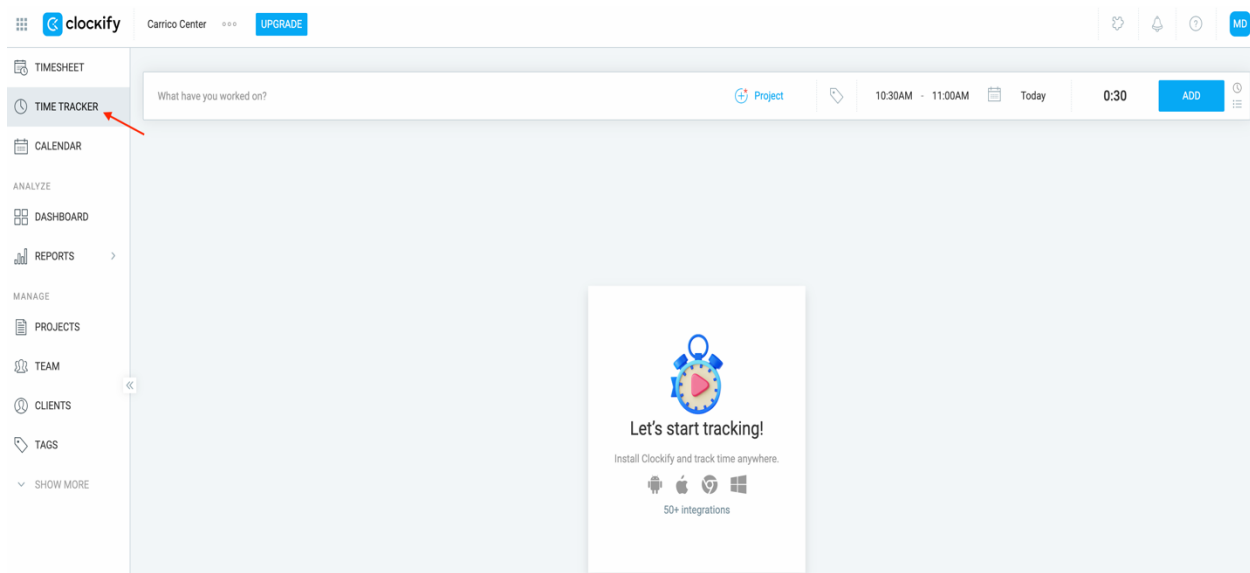 clockify Carrico Center UPGRADE MD
TIMESHEET
TIME TRACKER
CALENDAR
ANALYZE
DASHBOARD
REPORTS
MANAGE
PROJECTS
TEAM
CLIENTS
TAGS
SHOW MORE
What have you worked on? Project 10:30AM - 11:00AM Today 0:30 ADD
Let's start tracking!
Install Clockify and track time anywhere.
50+ integrations